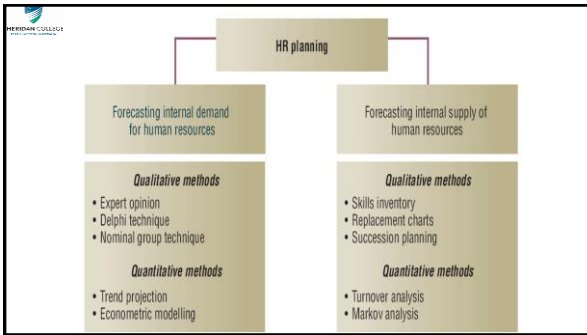 MERIDAN COLLEGE
HR planning
Forecasting internal demand
for human resources
Qualitative methods
• Expert opinion
• Delphi technique
• Nominal group technique
Quantitative methods
• Trend projection
• Econometric modelling
Forecasting internal supply of
human resources
Qualitative methods
• Skills inventory
• Replacement charts
• Succession planning
Quantitative methods
• Turnover analysis
• Markov analysis